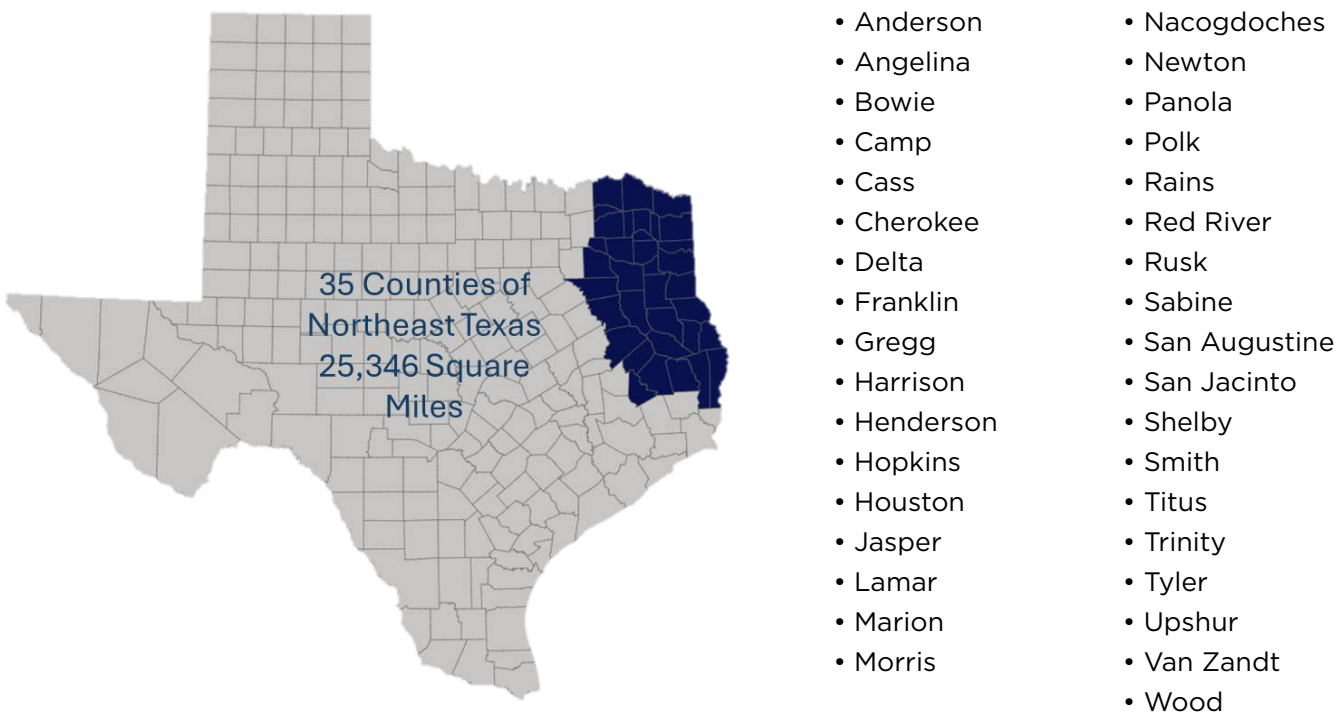 35 Counties of
Northeast Texas
25,346 Square
Miles
• Anderson
• Angelina
• Bowie
• Camp
• Cass
• Cherokee
• Delta
• Franklin
• Gregg
• Harrison
• Henderson
• Hopkins
• Houston
• Jasper
• Lamar
• Marion
• Morris
• Nacogdoches
• Newton
• Panola
• Polk
• Rains
• Red River
• Rusk
• Sabine
• San Augustine
• San Jacinto
• Shelby
• Smith
• Titus
• Trinity
• Tyler
• Upshur
• Van Zandt
• Wood